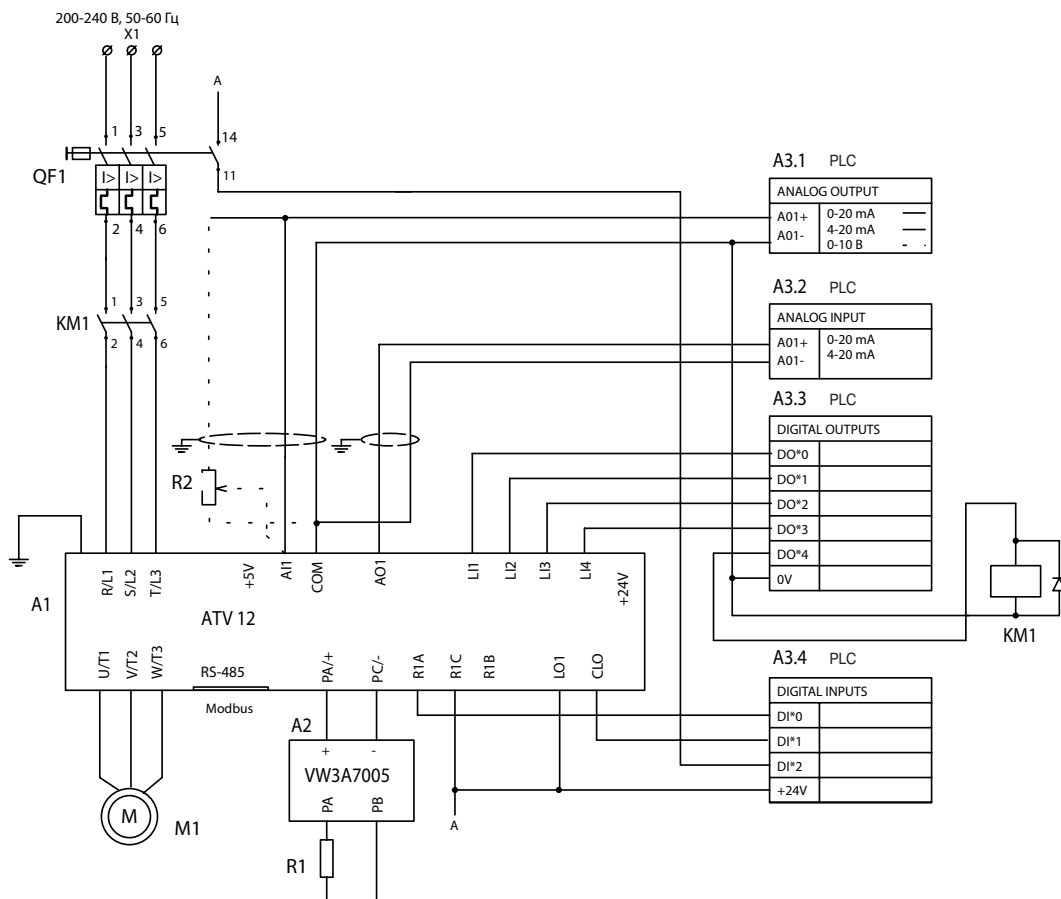 200-240 В, 50-60 Гц
X1
A
1 3 5
14
11
QF1
I> I> I>
2 4 6
1 3 5
KM1
2 4 6
A3.1 PLC
ANALOG OUTPUT
A01+ 0-20 mA
A01- 4-20 mA
0-10 В
A3.2 PLC
ANALOG INPUT
A01+ 0-20 mA
A01- 4-20 mA
A3.3 PLC
DIGITAL OUTPUTS
DO*0
DO*1
DO*2
DO*3
DO*4
0V
KM1
R2
A1
R/L1 S/L2 T/L3 +5V AI1 COM AO1 LI1 LI2 LI3 LI4 +24V
ATV 12
U/T1 V/T2 W/T3 RS-485 PA/+ PC/- R1A R1C R1B LO1 CLO
Modbus
A3.4 PLC
DIGITAL INPUTS
DI*0
DI*1
DI*2
+24V
A2
+ -
VW3A7005
PA PB
A
M
M1
R1